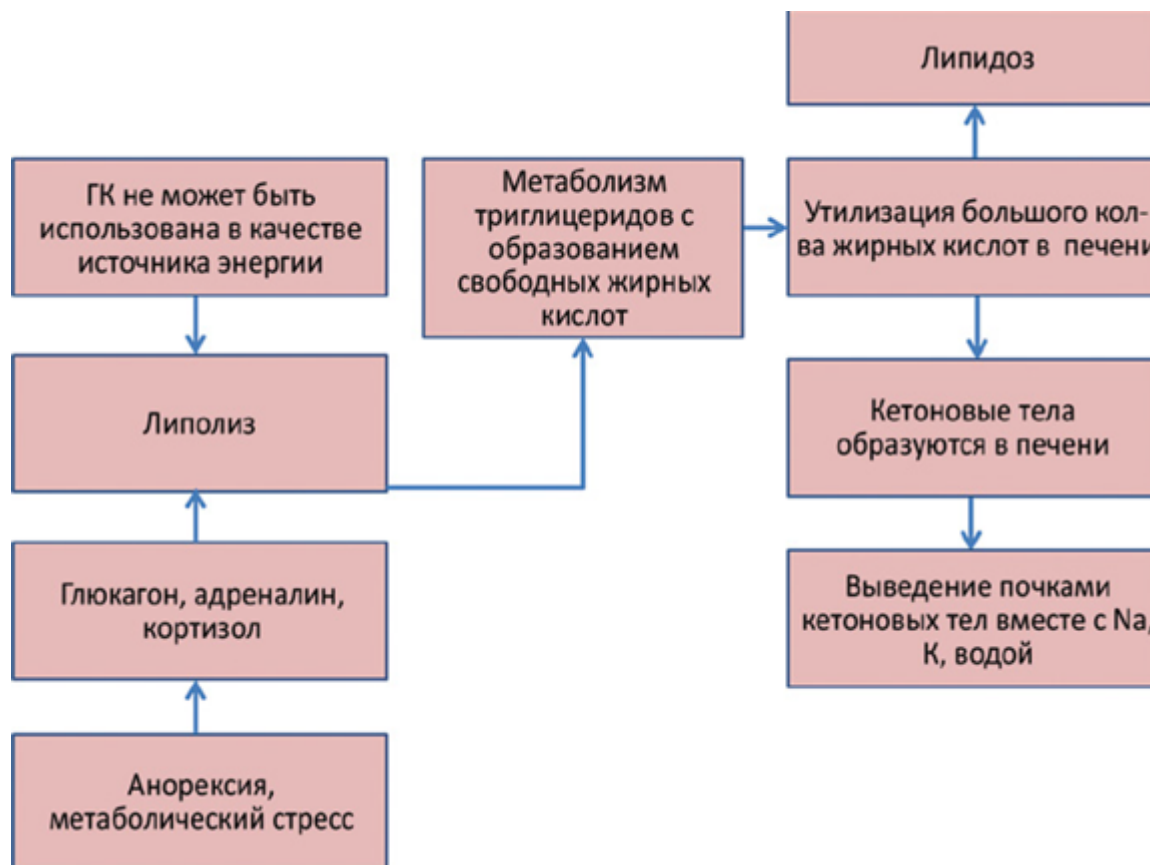 Липидоз
ГК не может быть
использована в качестве
источника энергии
Метаболизм
триглицеридов с
образованием
свободных жирных
кислот
Утилизация большого кол-
ва жирных кислот в печени
Липолиз
Кетоновые тела
образуются в печени
Глюкагон, адреналин,
кортизол
Выведение почками
кетоновых тел вместе с Na,
К, водой
Анорексия,
метаболический стресс